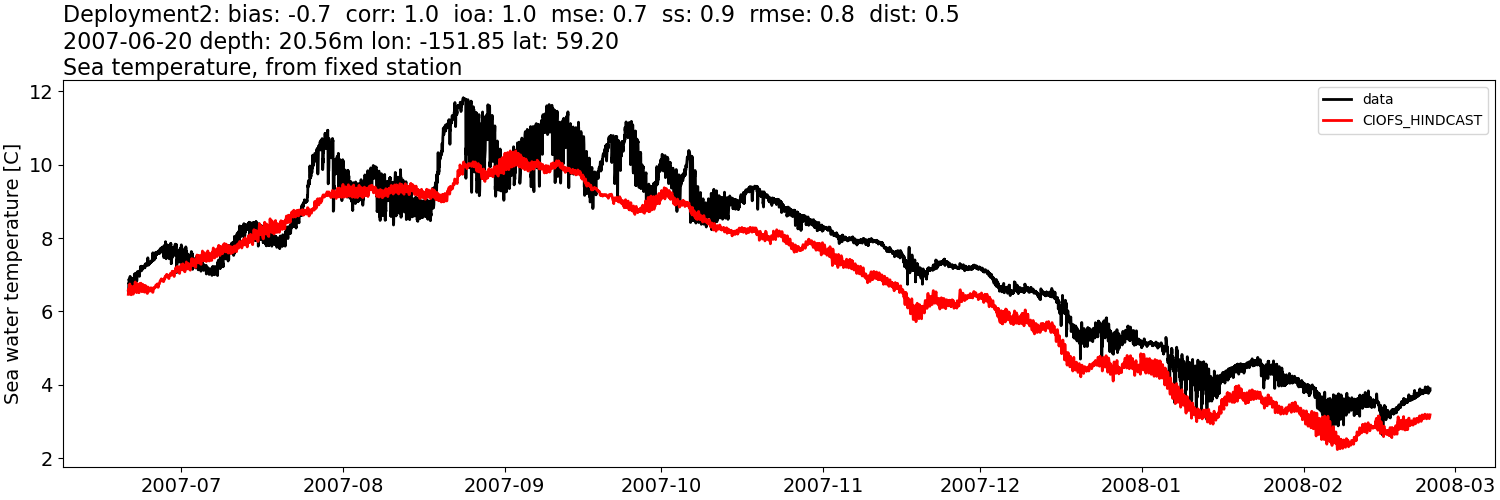 Deployment2: bias: -0.7  corr: 1.0  ioa: 1.0  mse: 0.7  ss: 0.9  rmse: 0.8  dist: 0.5
2007-06-20 depth: 20.56m lon: -151.85 lat: 59.20
Sea temperature, from fixed station
Sea water temperature [C]
12
10
8
6
4
2
data
CIOFS_HINDCAST
2007-07
2007-08
2007-09
2007-10
2007-11
2007-12
2008-01
2008-02
2008-03